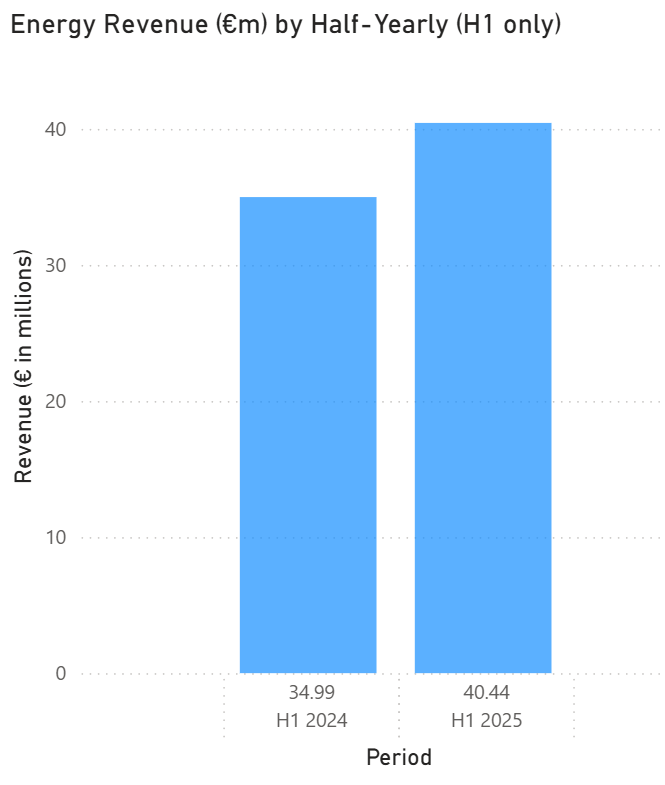 Energy Revenue (€m) by Half-Yearly (H1 only)
Revenue (€ in millions)
40
30
20
10
0
34.99 40.44
H1 2024 H1 2025
Period